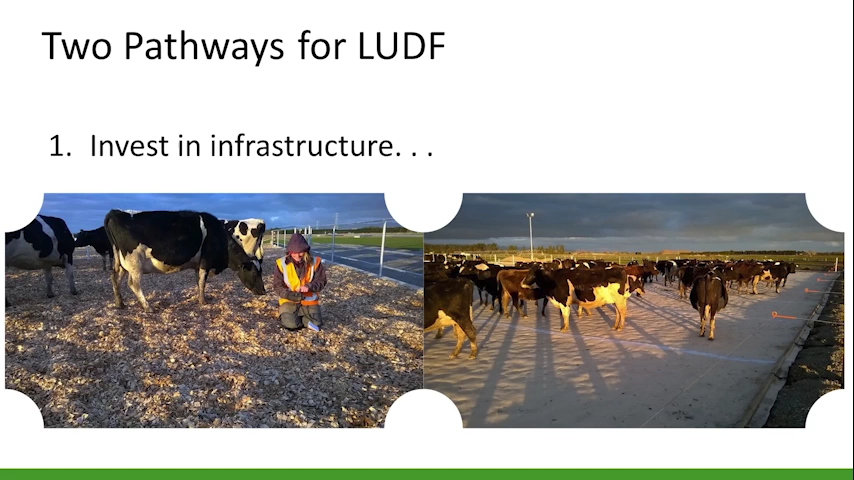 Two Pathways for LUDF
1. Invest in infrastructure. . .